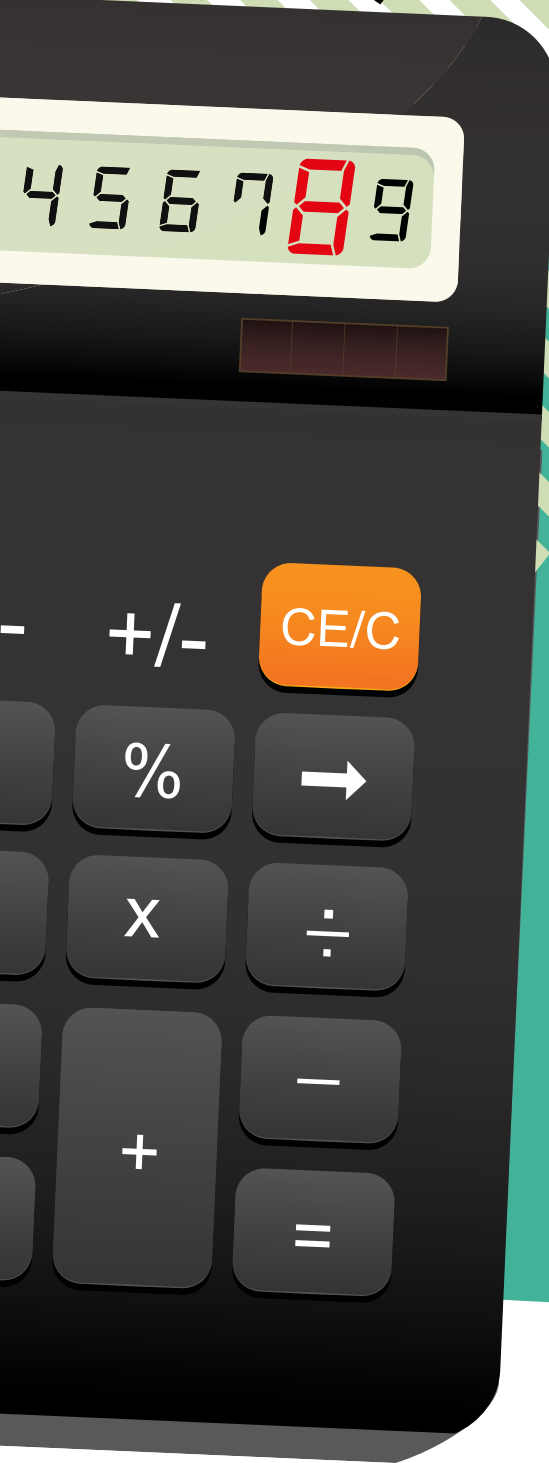 456789
- +/- CE/C
% →
x ÷
−
+
=